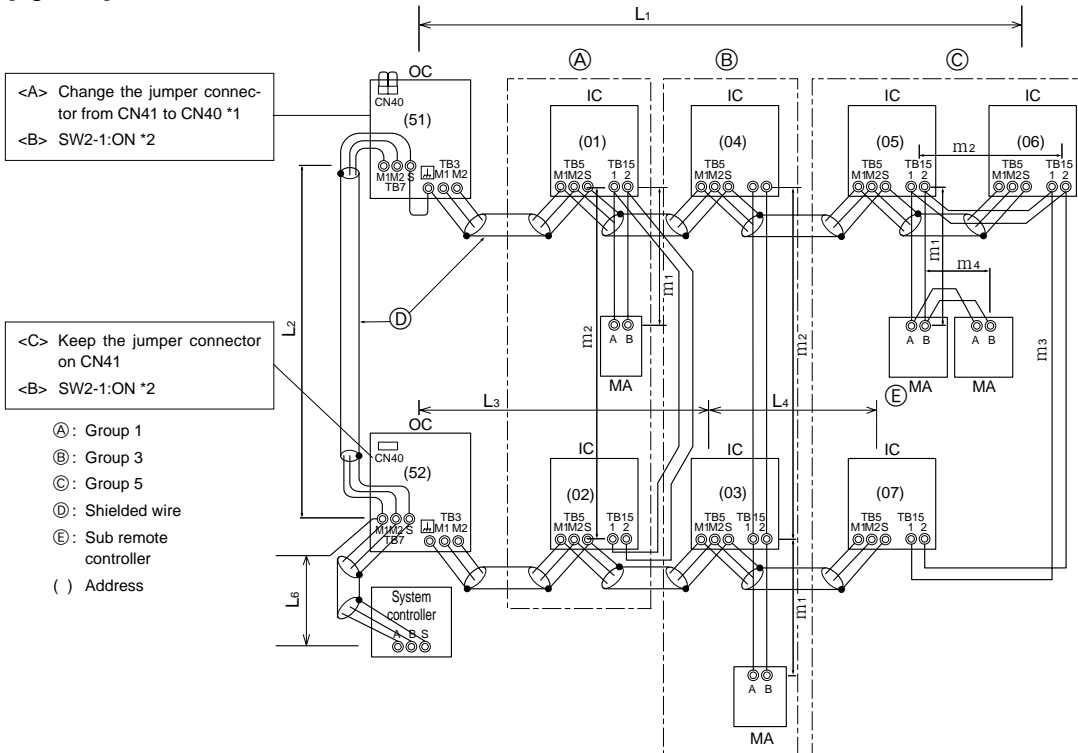 L1
Ⓐ Ⓑ Ⓒ
<A> Change the jumper connec-
tor from CN41 to CN40 *1
<B> SW2-1:ON *2
OC
CN40
(51)
M1M2 S
TB7
TB3
M1 M2
IC
(01)
TB5
M1M2S
TB15
1 2
IC
(04)
TB5
M1M2S
IC
(05)
TB5
M1M2S
TB15
1 2
IC
(06)
TB5
M1M2S
TB15
1 2
m2
L2
Ⓓ
m2
m1
A B
MA
m2
m1
m4
A B
MA
A B
MA
Ⓔ
m3
<C> Keep the jumper connector
on CN41
<B> SW2-1:ON *2
L3
L4
OC
CN40
(52)
M1M2 S
TB7
TB3
M1 M2
IC
(02)
TB5
M1M2S
TB15
1 2
IC
(03)
TB5
M1M2S
TB15
1 2
IC
(07)
TB5
M1M2S
TB15
1 2
Ⓐ: Group 1
Ⓑ: Group 3
Ⓒ: Group 5
Ⓓ: Shielded wire
Ⓔ: Sub remote
controller
( ) Address
L6
System
controller
A B S
m1
A B
MA